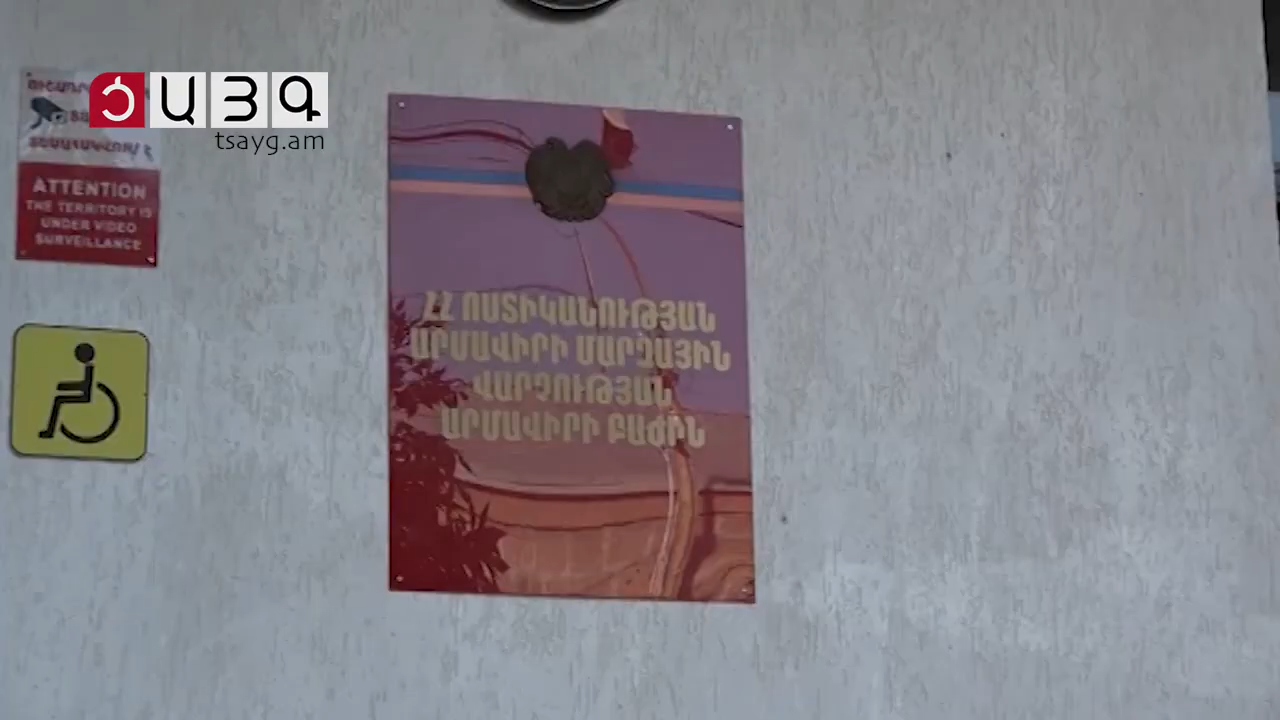 ՑԱՅԳ
tsayg.am
ATTENTION
THE TERRITORY IS
UNDER VIDEO
SURVEILLANCE
ՀՀ ՈՍՏԻԿԱՆՈՒԹՅԱՆ
ԱՐՄԱՎԻՐԻ ՄԱՐԶԱՅԻՆ
ՎԱՐՉՈՒԹՅԱՆ
ԱՐՄԱՎԻՐԻ ԲԱԺԻՆ